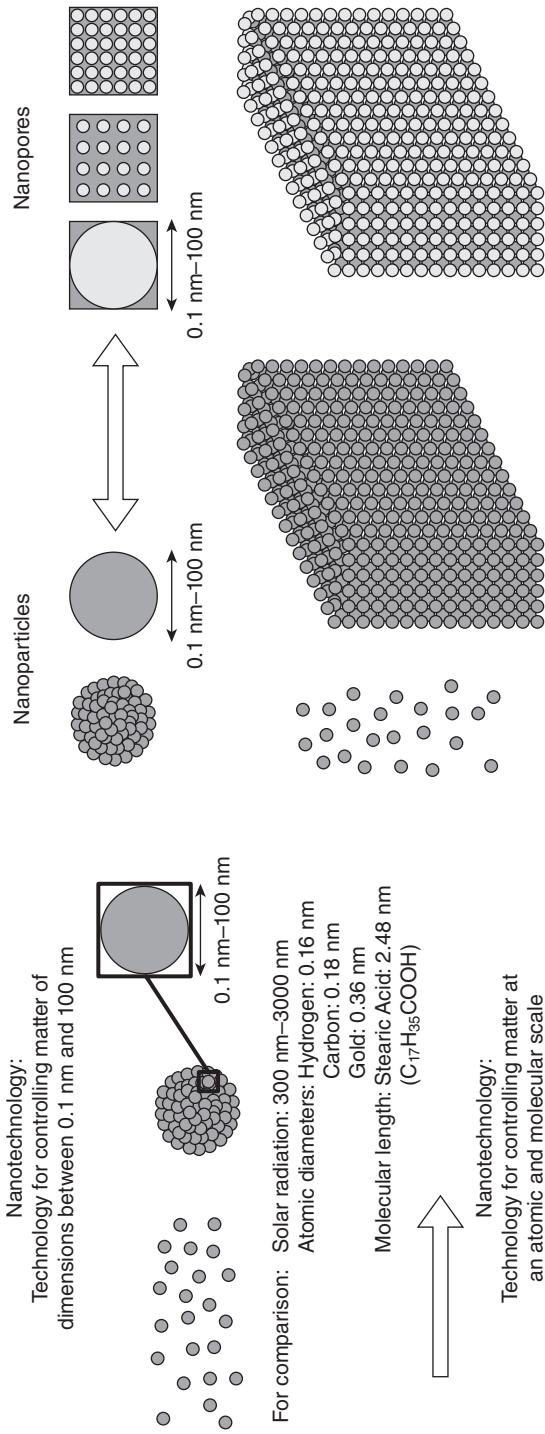 Nanotechnology:
Technology for controlling matter of
dimensions between 0.1 nm and 100 nm
0.1 nm–100 nm
For comparison: Solar radiation: 300 nm–3000 nm
Atomic diameters: Hydrogen: 0.16 nm
Carbon: 0.18 nm
Gold: 0.36 nm
Molecular length: Stearic Acid: 2.48 nm
(C₁₇H₃₅COOH)
Nanotechnology:
Technology for controlling matter at
an atomic and molecular scale
Nanoparticles
0.1 nm–100 nm
Nanopores
0.1 nm–100 nm